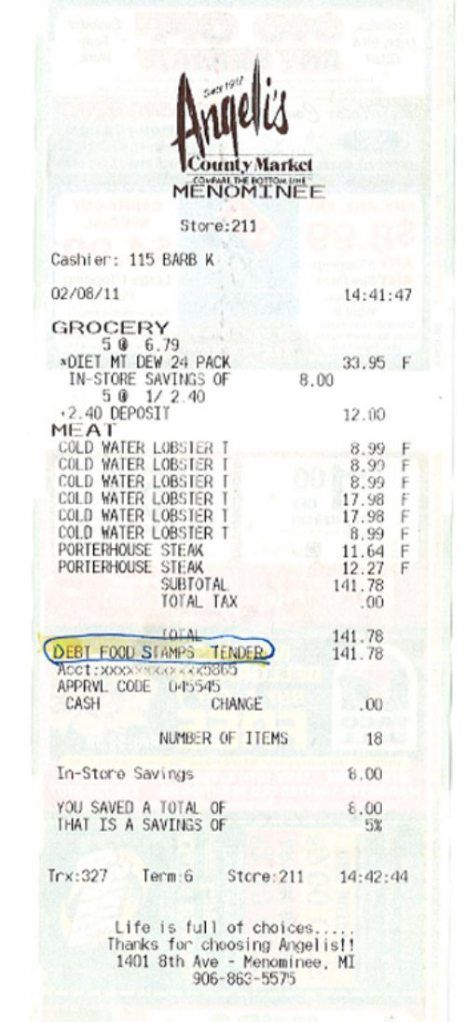 Since 1917
Angeli's
County Market
COMPARE THE BOTTOM LINE
MENOMINEE
Store:211
Cashier: 115 BARB K
02/08/11 14:41:47
GROCERY
5 @ 6.79
*DIET MT DEW 24 PACK 33.95 F
IN-STORE SAVINGS OF 8.00
5 @ 1/ 2.40
+2.40 DEPOSIT 12.00
MEAT
COLD WATER LOBSTER T 8.99 F
COLD WATER LOBSTER T 8.99 F
COLD WATER LOBSTER T 8.99 F
COLD WATER LOBSTER T 17.98 F
COLD WATER LOBSTER T 17.98 F
COLD WATER LOBSTER T 8.99 F
PORTERHOUSE STEAK 11.64 F
PORTERHOUSE STEAK 12.27 F
SUBTOTAL 141.78
TOTAL TAX .00
TOTAL 141.78
DEBT FOOD STAMPS TENDER 141.78
Acct:xxxxxxxxxxxx5865
APPRVL CODE 045545
CASH CHANGE .00
NUMBER OF ITEMS 18
In-Store Savings 8.00
YOU SAVED A TOTAL OF 8.00
THAT IS A SAVINGS OF 5%
Trx:327 Term:6 Store:211 14:42:44
Life is full of choices.....
Thanks for choosing Angelis!!
1401 8th Ave - Menominee, MI
906-863-5575